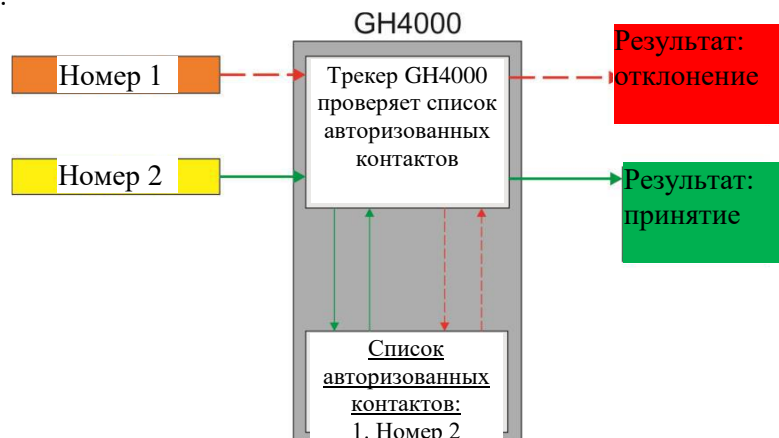 .
GH4000
Номер 1
Трекер GH4000
проверяет список
авторизованных
контактов
Результат:
отклонение
Номер 2
Результат:
принятие
Список
авторизованных
контактов:
1. Номер 2